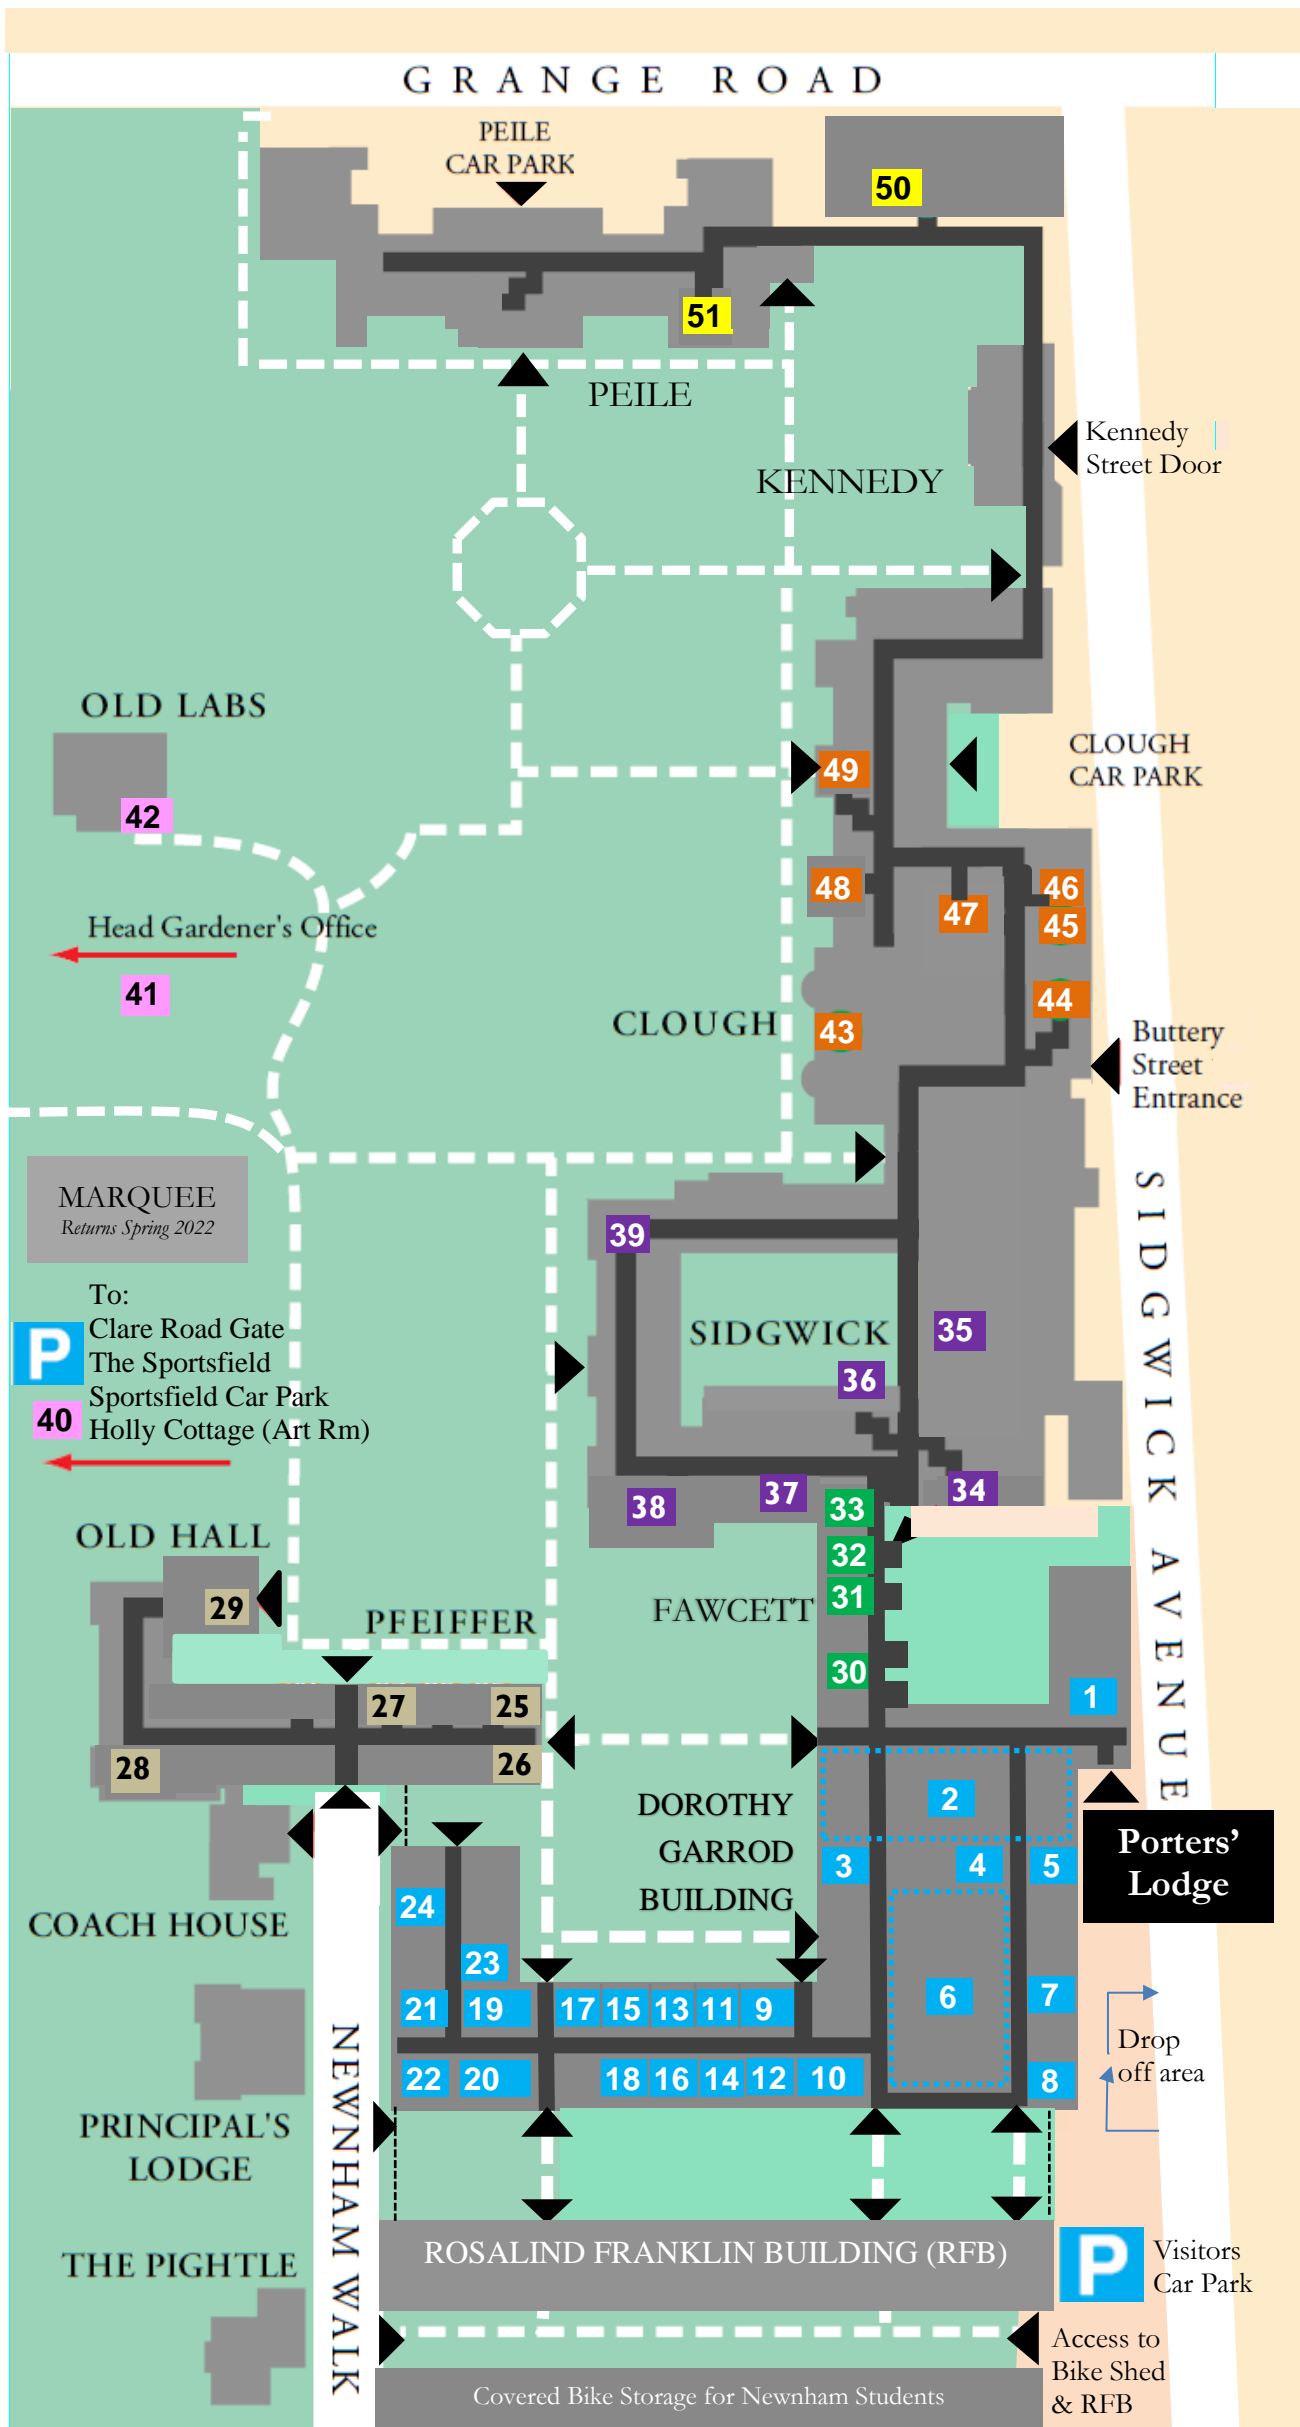 GRANGE ROAD
PEILE
CAR PARK
50
51
PEILE
Kennedy
Street Door
KENNEDY
OLD LABS
42
49
CLOUGH
CAR PARK
48
47
46
45
44
Head Gardener's Office
41
CLOUGH
43
Buttery
Street
Entrance
MARQUEE
Returns Spring 2022
39
SIDGWICK AVENUE
To:
P
Clare Road Gate
The Sportsfield
Sportsfield Car Park
40
Holly Cottage (Art Rm)
SIDGWICK
35
36
34
37
38
33
32
31
30
OLD HALL
29
PFEIFFER
FAWCETT
27
25
26
28
1
2
DOROTHY
GARROD
BUILDING
3
4
5
Porters’
Lodge
24
COACH HOUSE
23
6
7
21
19
17
15
13
11
9
22
20
18
16
14
12
10
8
Drop
off area
NEWNHAM WALK
PRINCIPAL'S
LODGE
ROSALIND FRANKLIN BUILDING (RFB)
THE PIGHTLE
P
Visitors
Car Park
Access to
Bike Shed
& RFB
Covered Bike Storage for Newnham Students